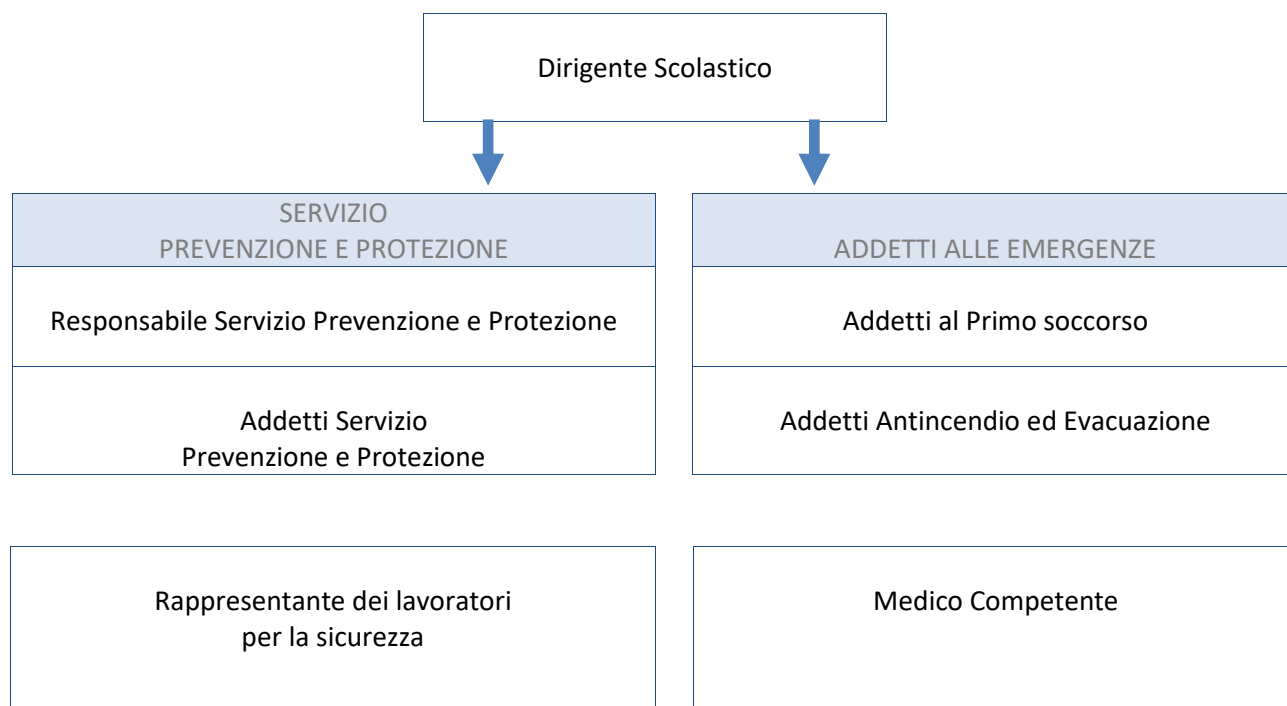 Dirigente Scolastico
SERVIZIO
PREVENZIONE E PROTEZIONE
Responsabile Servizio Prevenzione e Protezione
Addetti Servizio
Prevenzione e Protezione
ADDETTI ALLE EMERGENZE
Addetti al Primo soccorso
Addetti Antincendio ed Evacuazione
Rappresentante dei lavoratori
per la sicurezza
Medico Competente